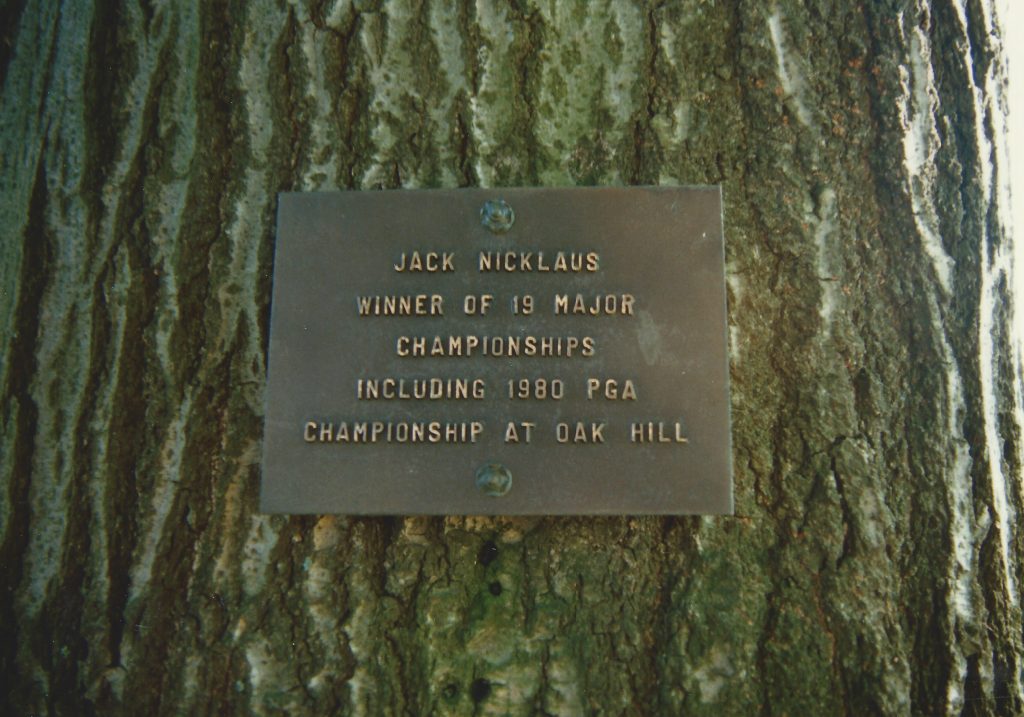 JACK NICKLAUS
WINNER OF 19 MAJOR
CHAMPIONSHIPS
INCLUDING 1980 PGA
CHAMPIONSHIP AT OAK HILL